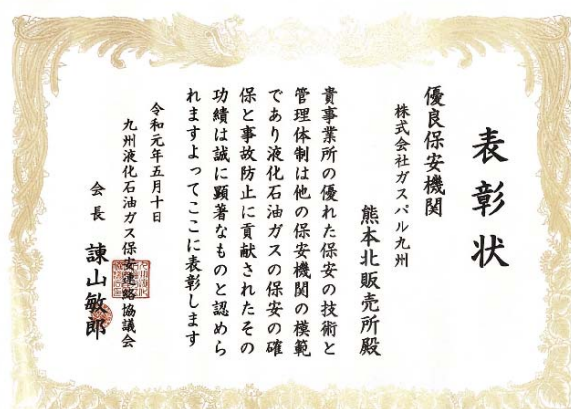 表彰状
優良保安機関
株式会社ガスパル九州
熊本北販売所殿
貴事業所の優れた保安の技術と
管理体制は他の保安機関の模範
であり液化石油ガスの保安の確
保と事故防止に貢献されたその
功績は誠に顕著なものと認めら
れますよってここに表彰します
令和元年五月十日
九州液化石油ガス保安連絡協議会
会長 諌山敏郎